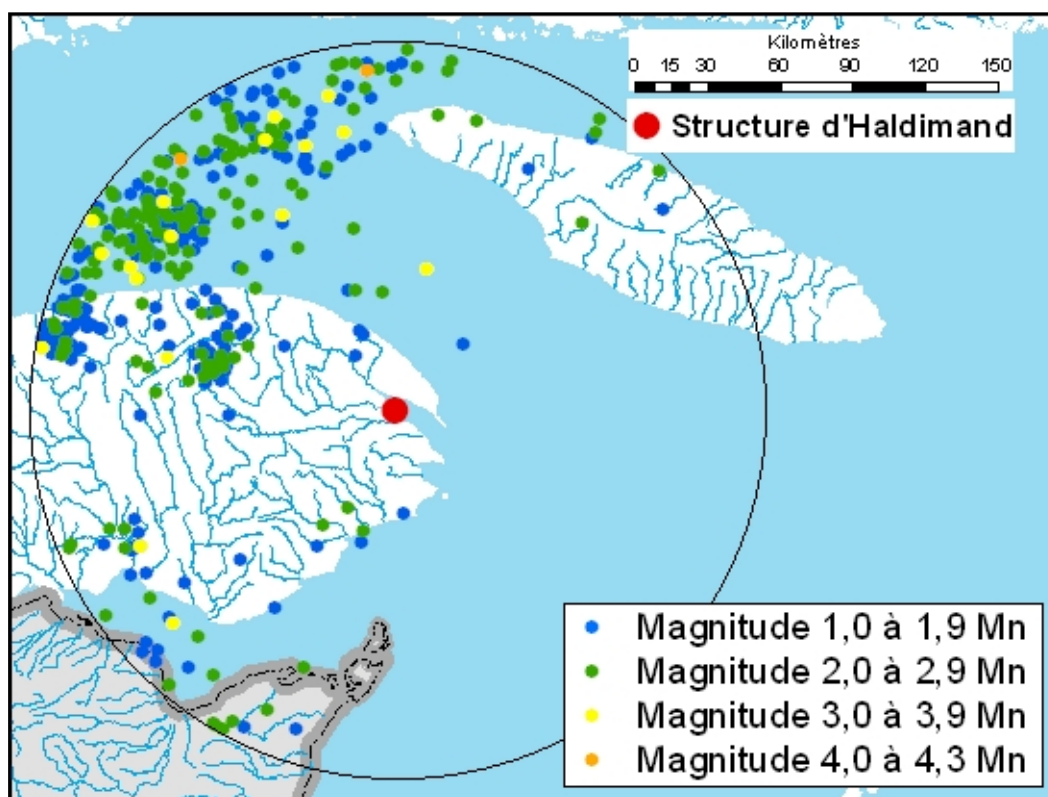 Kilomètres
0 15 30 60 90 120 150
Structure d'Haldimand
Magnitude 1,0 à 1,9 Mn
Magnitude 2,0 à 2,9 Mn
Magnitude 3,0 à 3,9 Mn
Magnitude 4,0 à 4,3 Mn